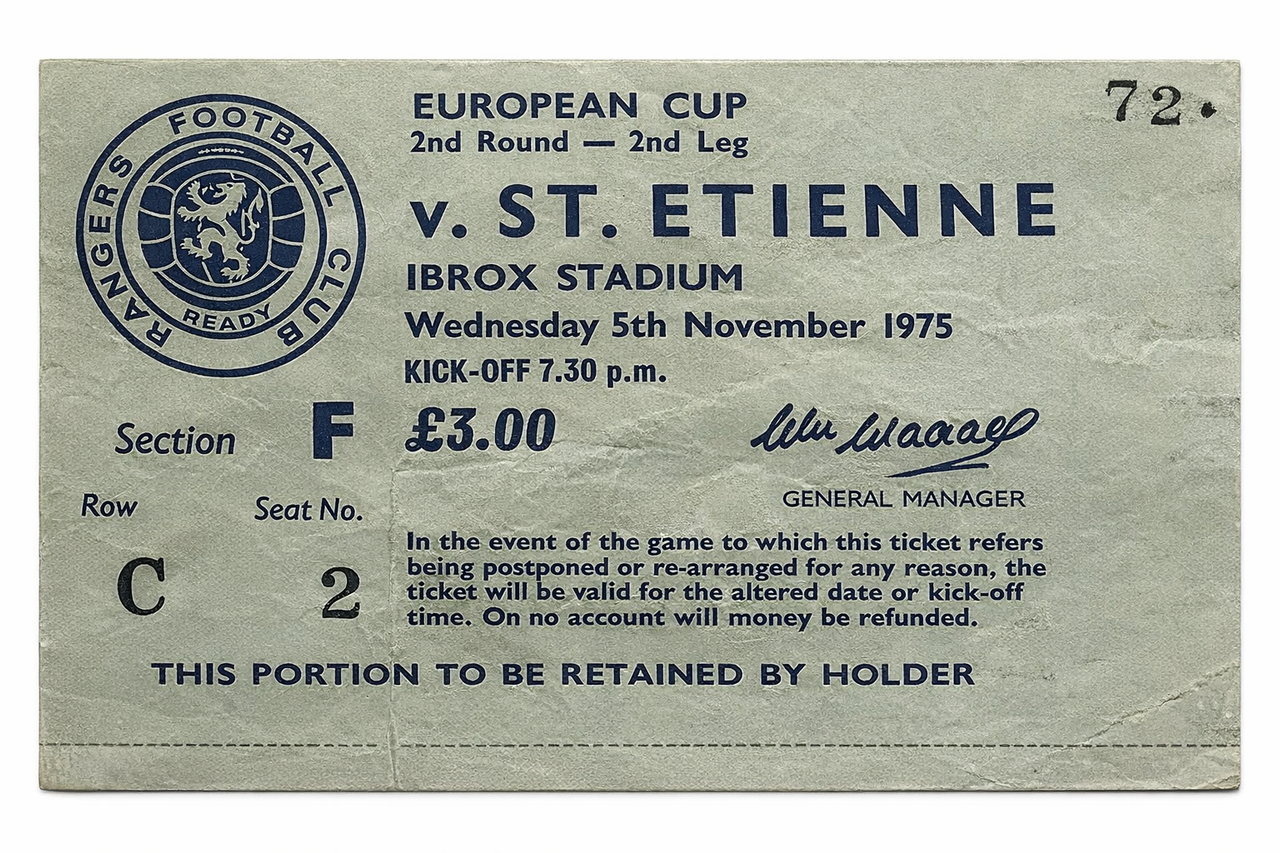 72.
RANGERS FOOTBALL CLUB
READY
EUROPEAN CUP
2nd Round — 2nd Leg
v. ST. ETIENNE
IBROX STADIUM
Wednesday 5th November 1975
KICK-OFF 7.30 p.m.
Section F £3.00
GENERAL MANAGER
Row Seat No.
C 2
In the event of the game to which this ticket refers
being postponed or re-arranged for any reason, the
ticket will be valid for the altered date or kick-off
time. On no account will money be refunded.
THIS PORTION TO BE RETAINED BY HOLDER